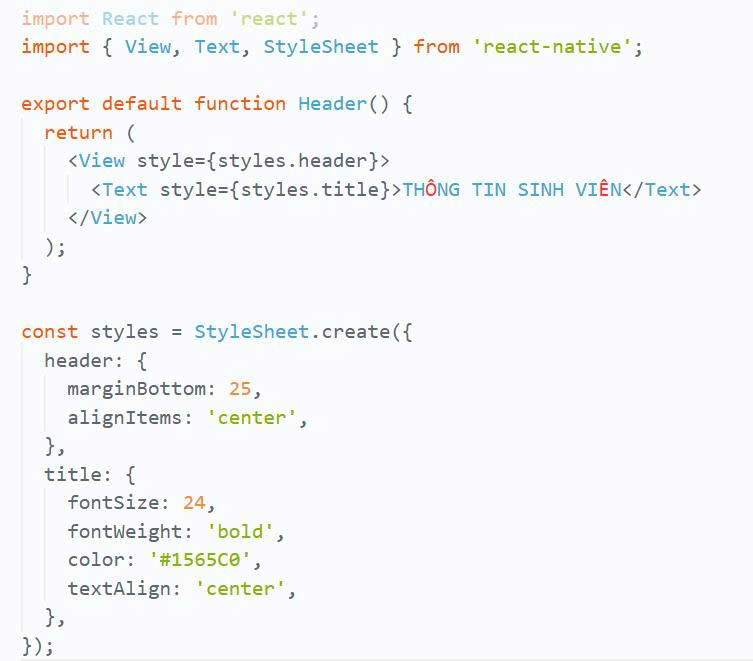 import React from 'react';
import { View, Text, StyleSheet } from 'react-native';

export default function Header() {
  return (
    <View style={styles.header}>
      <Text style={styles.title}>THÔNG TIN SINH VIÊN</Text>
    </View>
  );
}

const styles = StyleSheet.create({
  header: {
    marginBottom: 25,
    alignItems: 'center',
  },
  title: {
    fontSize: 24,
    fontWeight: 'bold',
    color: '#1565C0',
    textAlign: 'center',
  },
});